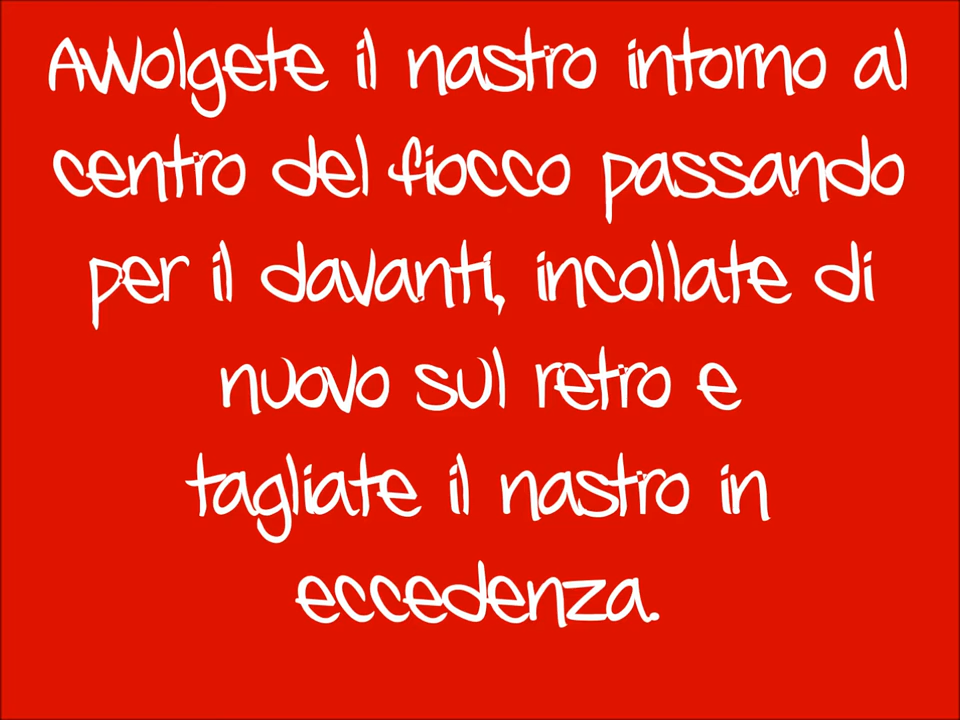 Avvolgete il nastro intorno al
centro del fiocco passando
per il davanti, incollate di
nuovo sul retro e
tagliate il nastro in
eccedenza.